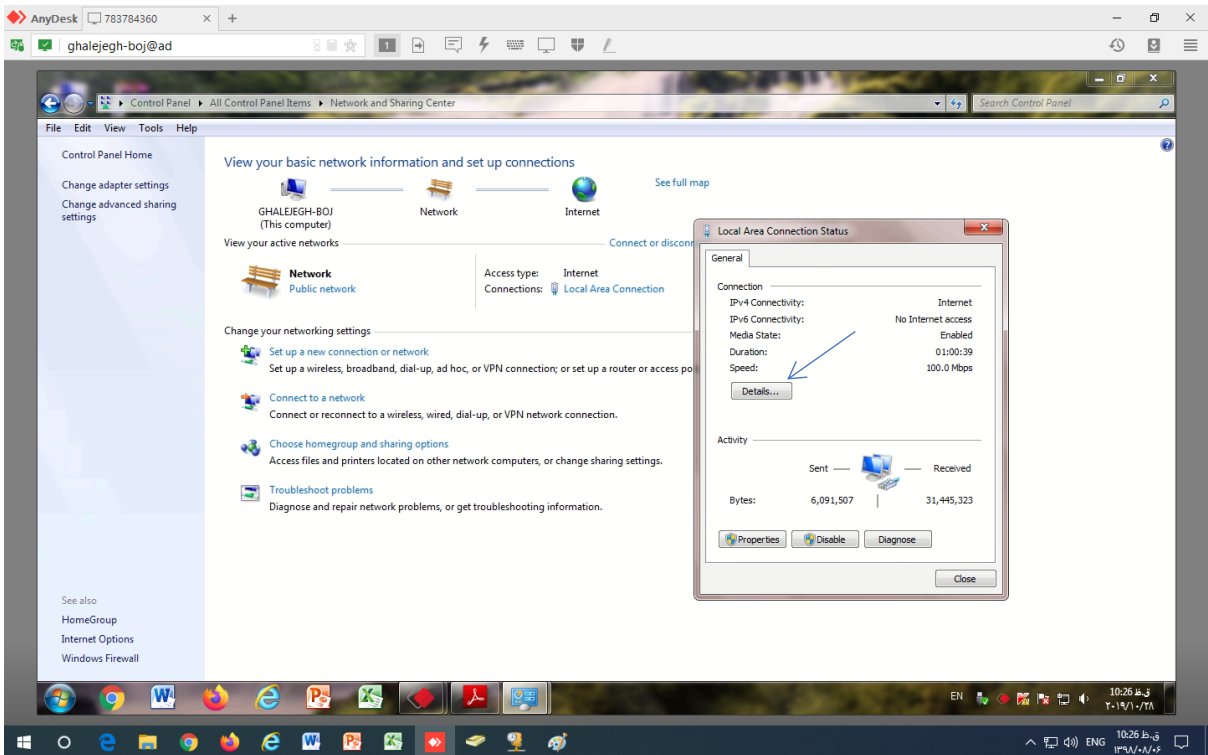 AnyDesk 783784360
ghalejegh-boj@ad 1
Control Panel All Control Panel Items Network and Sharing Center Search Control Panel
File Edit View Tools Help
Control Panel Home
Change adapter settings
Change advanced sharing
settings
View your basic network information and set up connections
See full map
GHALEJEGH-BOJ Network Internet
(This computer)
View your active networks Connect or disconn
Network
Public network
Access type: Internet
Connections: Local Area Connection
Change your networking settings
Set up a new connection or network
Set up a wireless, broadband, dial-up, ad hoc, or VPN connection; or set up a router or access po
Connect to a network
Connect or reconnect to a wireless, wired, dial-up, or VPN network connection.
Choose homegroup and sharing options
Access files and printers located on other network computers, or change sharing settings.
Troubleshoot problems
Diagnose and repair network problems, or get troubleshooting information.
See also
HomeGroup
Internet Options
Windows Firewall
Local Area Connection Status
General
Connection
IPv4 Connectivity: Internet
IPv6 Connectivity: No Internet access
Media State: Enabled
Duration: 01:00:39
Speed: 100.0 Mbps
Details...
Activity
Sent Received
Bytes: 6,091,507 31,445,323
Properties Disable Diagnose
Close
EN 10:26 ق.ظ
٢٠١٩/١٠/٢٨
ENG 10:26 ق.ظ
۱۳۹۸/۰۸/۰۶